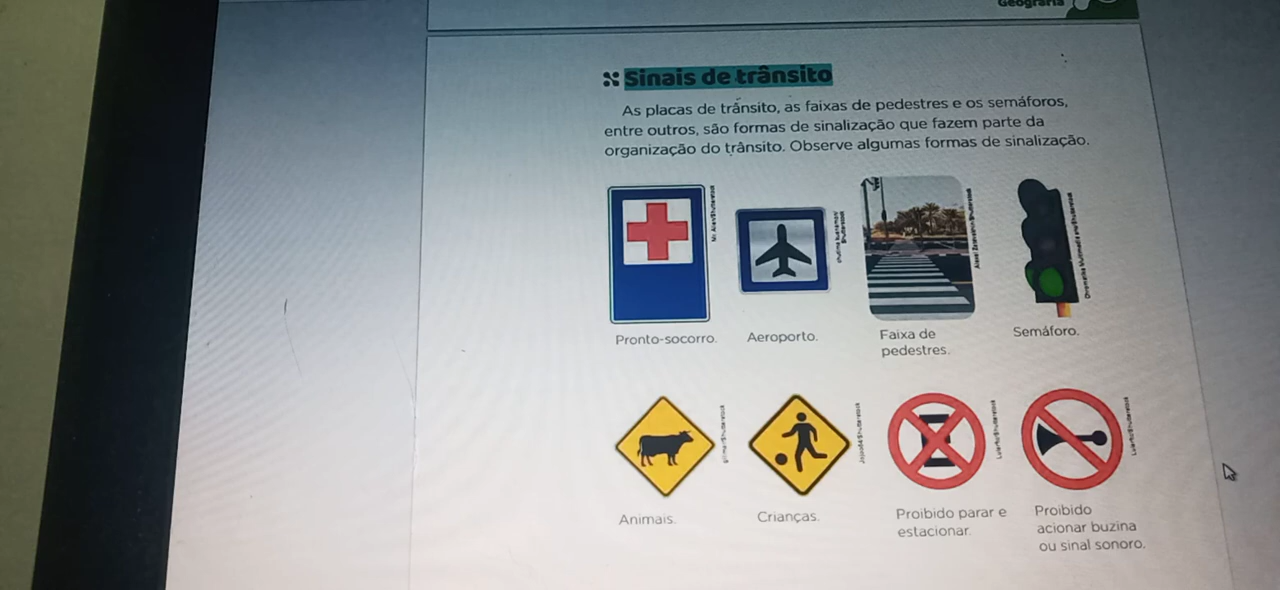 Geografia
Sinais de trânsito
As placas de trânsito, as faixas de pedestres e os semáforos,
entre outros, são formas de sinalização que fazem parte da
organização do trânsito. Observe algumas formas de sinalização.
Pronto-socorro.
Aeroporto.
Faixa de
pedestres.
Semáforo.
Animais.
Crianças.
Proibido parar e
estacionar.
Proibido
acionar buzina
ou sinal sonoro.